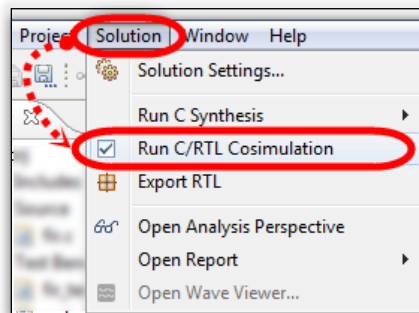 Project Solution Window Help
Solution Settings...
Run C Synthesis
Run C/RTL Cosimulation
Export RTL
Open Analysis Perspective
Open Report
Open Wave Viewer...